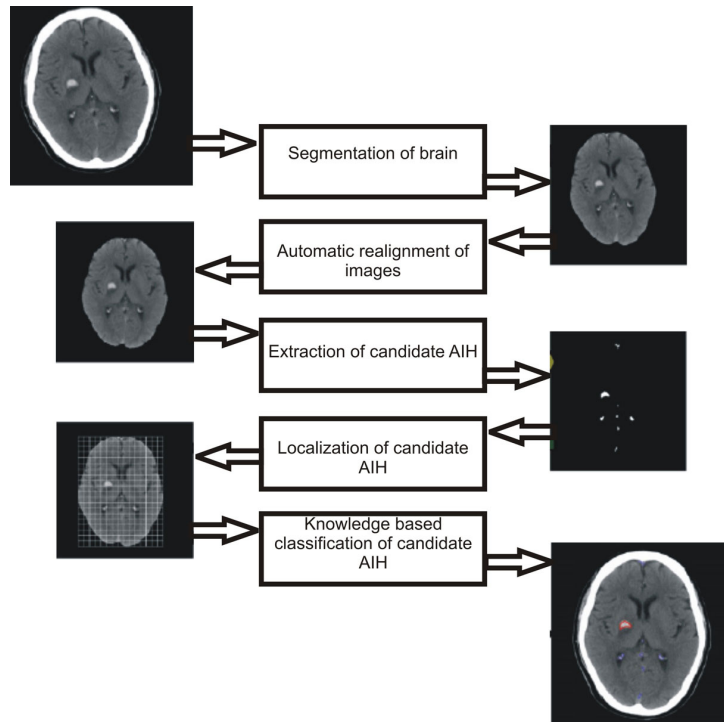 Segmentation of brain
Automatic realignment of
images
Extraction of candidate AIH
Localization of candidate
AIH
Knowledge based
classification of candidate
AIH